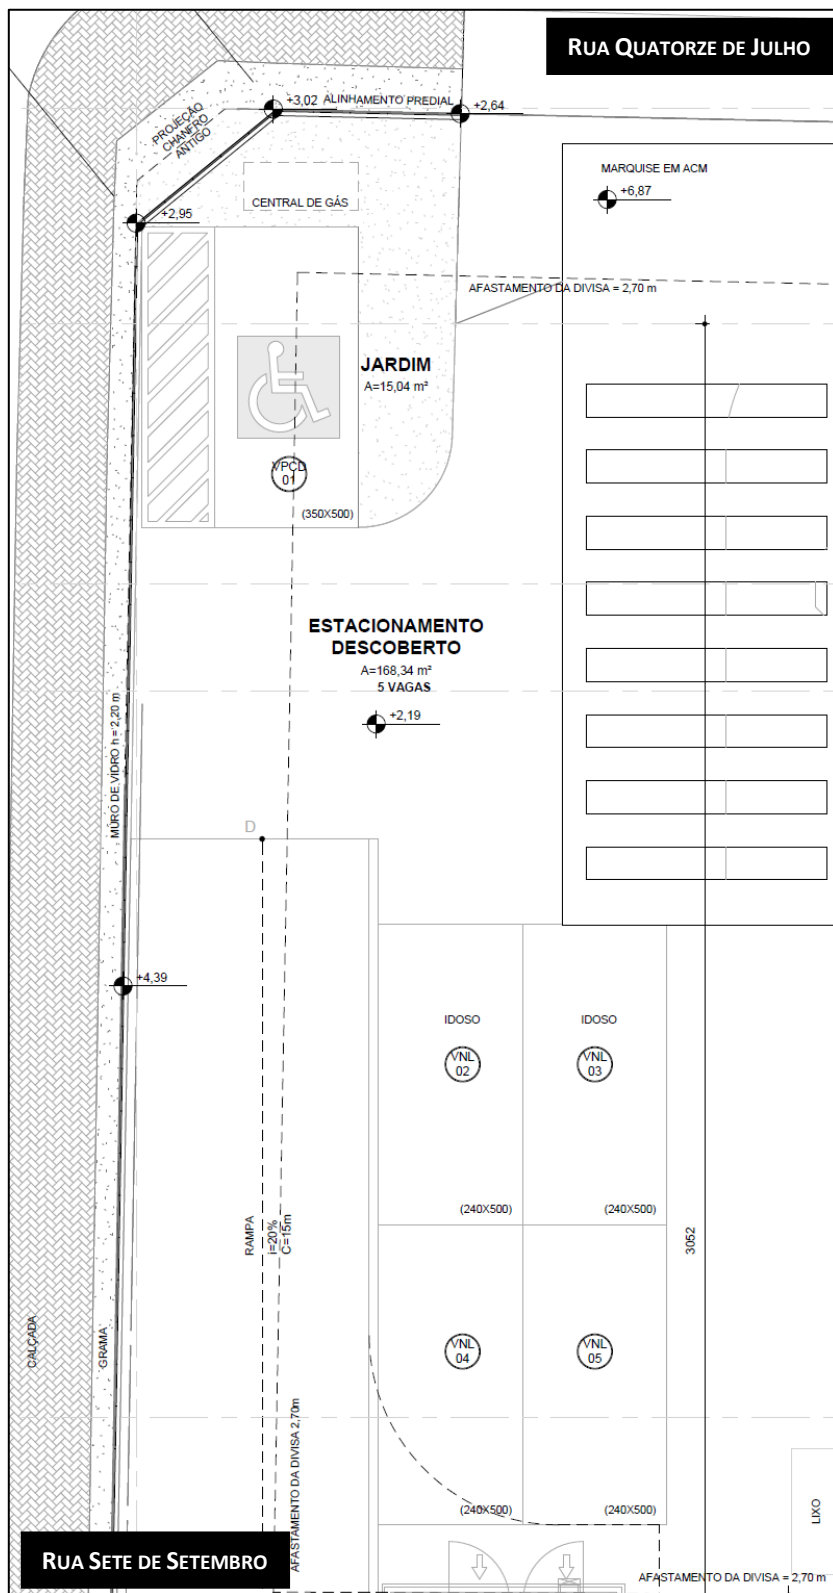 RUA QUATORZE DE JULHO
+3,02
ALINHAMENTO PREDIAL
+2,64
PROJEÇÃO
CHANFRO
ANTIGO
MARQUISE EM ACM
+6,87
CENTRAL DE GÁS
+2,95
AFASTAMENTO DA DIVISA = 2,70 m
JARDIM
A=15,04 m²
VPCD
01
(350X500)
ESTACIONAMENTO
DESCOBERTO
A=168,34 m²
5 VAGAS
+2,19
MURO DE VIDRO h = 2,20 m
D
+4,39
IDOSO
IDOSO
VNL
02
VNL
03
(240X500)
(240X500)
RAMPA
i=20%
C=15m
3052
CALÇADA
GRAMA
VNL
04
VNL
05
AFASTAMENTO DA DIVISA 2,70m
(240X500)
(240X500)
LIXO
RUA SETE DE SETEMBRO
AFASTAMENTO DA DIVISA = 2,70 m